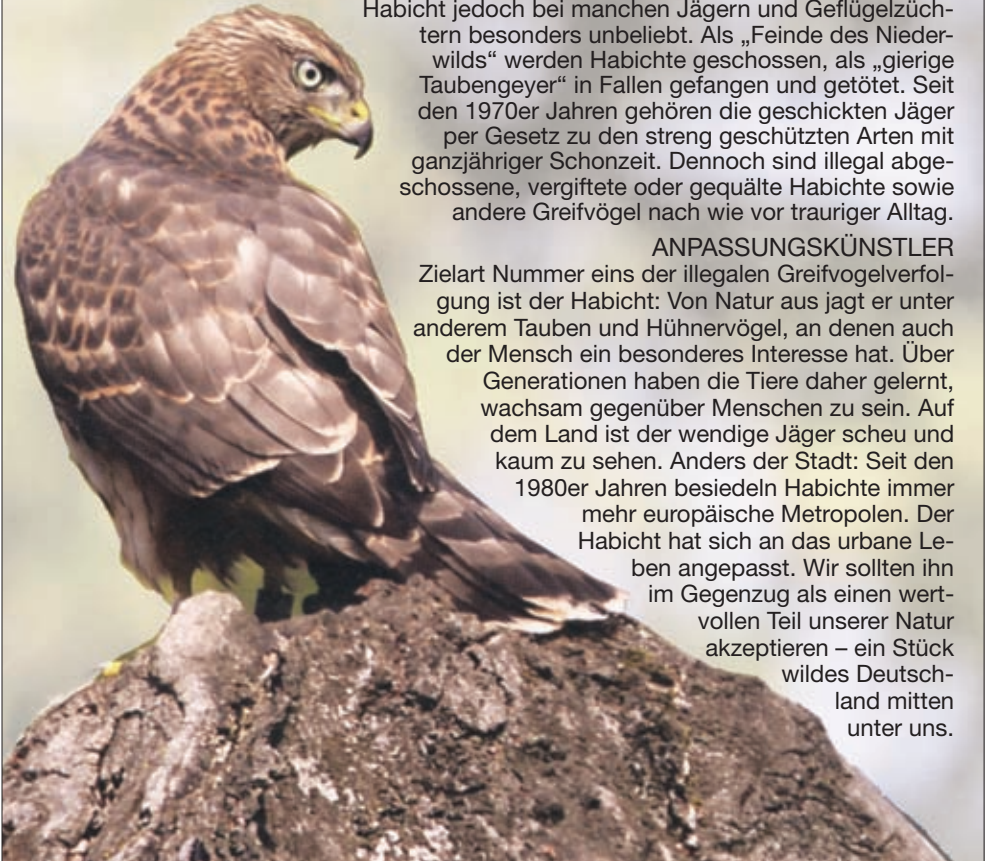 Habicht jedoch bei manchen Jägern und Geflügelzüch-
tern besonders unbeliebt. Als „Feinde des Nieder-
wilds“ werden Habichte geschossen, als „gierige
Taubengeyer“ in Fallen gefangen und getötet. Seit
den 1970er Jahren gehören die geschickten Jäger
per Gesetz zu den streng geschützten Arten mit
ganzjähriger Schonzeit. Dennoch sind illegal abge-
schossene, vergiftete oder gequälte Habichte sowie
andere Greifvögel nach wie vor trauriger Alltag.
ANPASSUNGSKÜNSTLER
Zielart Nummer eins der illegalen Greifvogelverfol-
gung ist der Habicht: Von Natur aus jagt er unter
anderem Tauben und Hühnervögel, an denen auch
der Mensch ein besonderes Interesse hat. Über
Generationen haben die Tiere daher gelernt,
wachsam gegenüber Menschen zu sein. Auf
dem Land ist der wendige Jäger scheu und
kaum zu sehen. Anders der Stadt: Seit den
1980er Jahren besiedeln Habichte immer
mehr europäische Metropolen. Der
Habicht hat sich an das urbane Le-
ben angepasst. Wir sollten ihn
im Gegenzug als einen wert-
vollen Teil unserer Natur
akzeptieren – ein Stück
wildes Deutsch-
land mitten
unter uns.